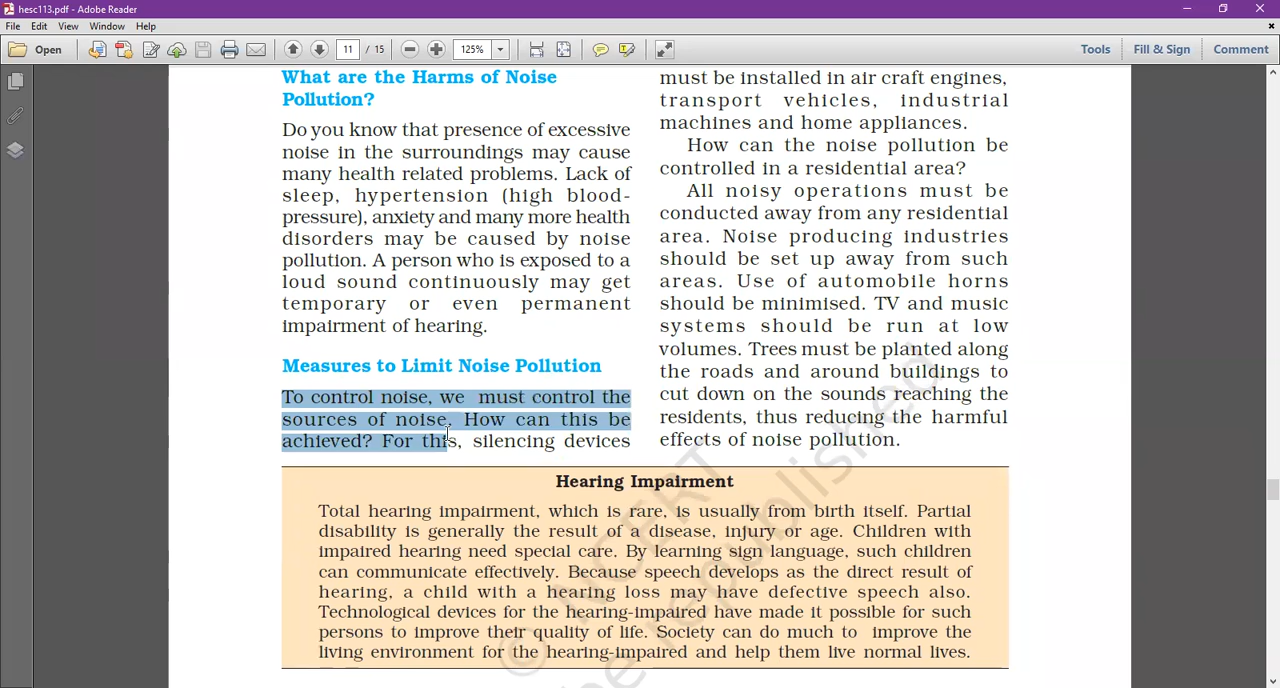 hesc113.pdf - Adobe Reader
File Edit View Window Help
Open
11 / 15
125%
Tools
Fill & Sign
Comment
What are the Harms of Noise
Pollution?
Do you know that presence of excessive
noise in the surroundings may cause
many health related problems. Lack of
sleep, hypertension (high blood-
pressure), anxiety and many more health
disorders may be caused by noise
pollution. A person who is exposed to a
loud sound continuously may get
temporary or even permanent
impairment of hearing.
Measures to Limit Noise Pollution
To control noise, we must control the
sources of noise. How can this be
achieved? For this, silencing devices
must be installed in air craft engines,
transport vehicles, industrial
machines and home appliances.
How can the noise pollution be
controlled in a residential area?
All noisy operations must be
conducted away from any residential
area. Noise producing industries
should be set up away from such
areas. Use of automobile horns
should be minimised. TV and music
systems should be run at low
volumes. Trees must be planted along
the roads and around buildings to
cut down on the sounds reaching the
residents, thus reducing the harmful
effects of noise pollution.
Hearing Impairment
Total hearing impairment, which is rare, is usually from birth itself. Partial
disability is generally the result of a disease, injury or age. Children with
impaired hearing need special care. By learning sign language, such children
can communicate effectively. Because speech develops as the direct result of
hearing, a child with a hearing loss may have defective speech also.
Technological devices for the hearing-impaired have made it possible for such
persons to improve their quality of life. Society can do much to improve the
living environment for the hearing-impaired and help them live normal lives.
© NCERT
be republished